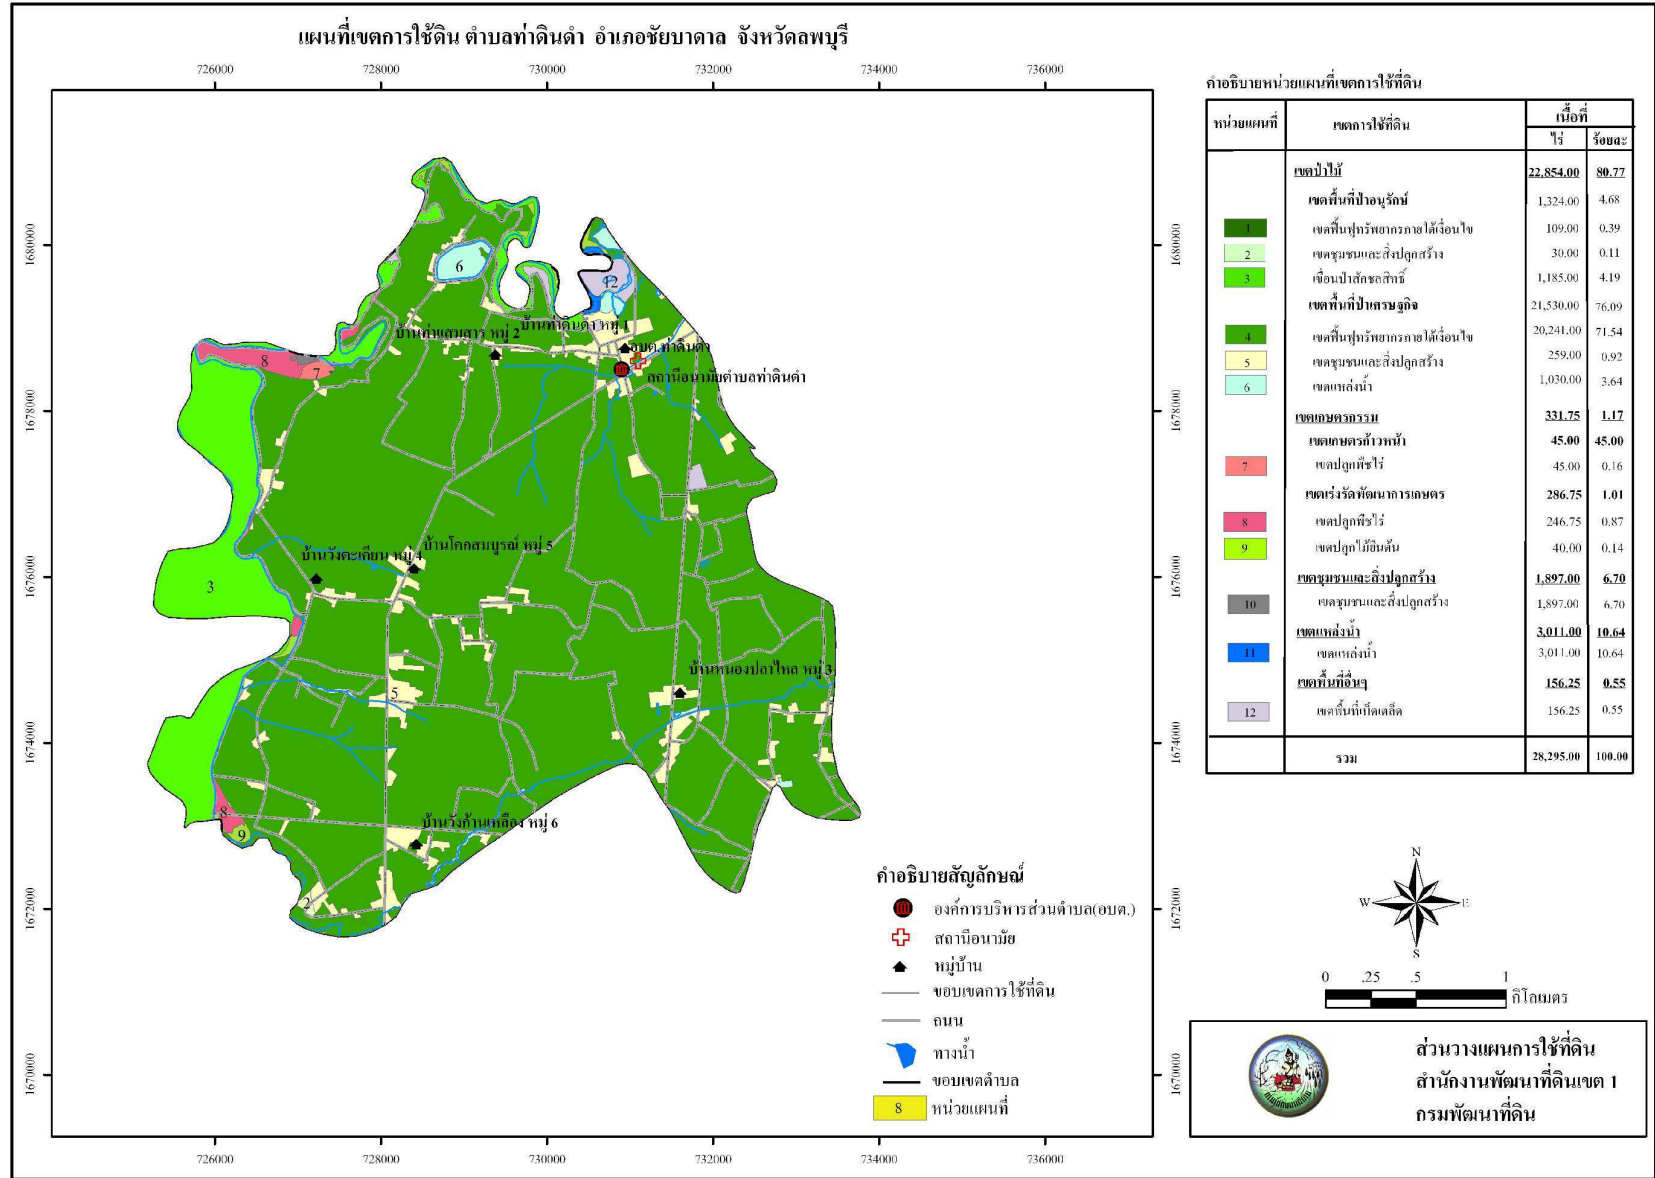 แผนที่เขตการใช้ดิน ตำบลท่าดินดำ อำเภอชัยบาดาล จังหวัดลพบุรี
726000 728000 730000 732000 734000 736000
1680000 1680000
1678000 1678000
1676000 1676000
1674000 1674000
1672000 1672000
1670000 1670000
6
12
บ้านท่าดินดำ หมู่ 1
บ้านท่าแสมสาร หมู่ 2
อบต.ท่าดินดำ
8
7
สถานีอนามัยตำบลท่าดินดำ
บ้านโคกสมบูรณ์ หมู่ 5
บ้านวังตะเคียน หมู่ 4
3
บ้านหนองปลาไหล หมู่ 3
5
8
บ้านวังก้านเหลือง หมู่ 6
9
2
726000 728000 730000 732000 734000 736000
คำอธิบายสัญลักษณ์
องค์การบริหารส่วนตำบล(อบต.)
สถานีอนามัย
หมู่บ้าน
ขอบเขตการใช้ที่ดิน
ถนน
ทางน้ำ
ขอบเขตตำบล
8 หน่วยแผนที่
คำอธิบายหน่วยแผนที่เขตการใช้ที่ดิน
หน่วยแผนที่ เขตการใช้ที่ดิน เนื้อที่
ไร่ ร้อยละ
เขตป่าไม้ 22,854.00 80.77
เขตพื้นที่ป่าอนุรักษ์ 1,324.00 4.68
1 เขตฟื้นฟูทรัพยากรภายใต้เงื่อนไข 109.00 0.39
2 เขตชุมชนและสิ่งปลูกสร้าง 30.00 0.11
3 เขื่อนป่าสักชลสิทธิ์ 1,185.00 4.19
เขตพื้นที่ป่าเศรษฐกิจ 21,530.00 76.09
4 เขตฟื้นฟูทรัพยากรภายใต้เงื่อนไข 20,241.00 71.54
5 เขตชุมชนและสิ่งปลูกสร้าง 259.00 0.92
6 เขตแหล่งน้ำ 1,030.00 3.64
เขตเกษตรกรรม 331.75 1.17
เขตเกษตรก้าวหน้า 45.00 45.00
7 เขตปลูกพืชไร่ 45.00 0.16
เขตเร่งรัดพัฒนาการเกษตร 286.75 1.01
8 เขตปลูกพืชไร่ 246.75 0.87
9 เขตปลูกไม้ยืนต้น 40.00 0.14
เขตชุมชนและสิ่งปลูกสร้าง 1,897.00 6.70
10 เขตชุมชนและสิ่งปลูกสร้าง 1,897.00 6.70
เขตแหล่งน้ำ 3,011.00 10.64
11 เขตแหล่งน้ำ 3,011.00 10.64
เขตพื้นที่อื่นๆ 156.25 0.55
12 เขตพื้นที่เบ็ดเตล็ด 156.25 0.55
รวม 28,295.00 100.00
N
W E
S
0 .25 .5 1
กิโลเมตร
ส่วนวางแผนการใช้ที่ดิน
สำนักงานพัฒนาที่ดินเขต 1
กรมพัฒนาที่ดิน